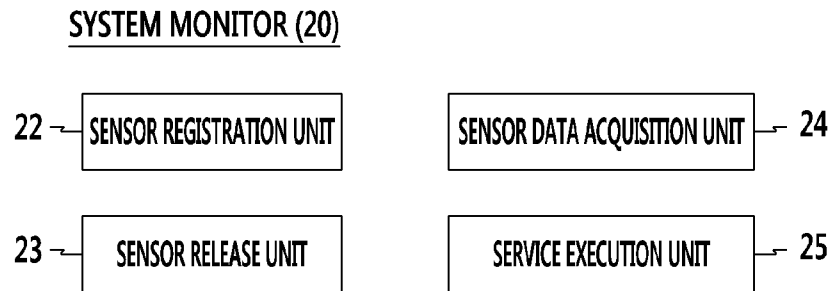 SYSTEM MONITOR (20)
22 SENSOR REGISTRATION UNIT
SENSOR DATA ACQUISITION UNIT 24
23 SENSOR RELEASE UNIT
SERVICE EXECUTION UNIT 25